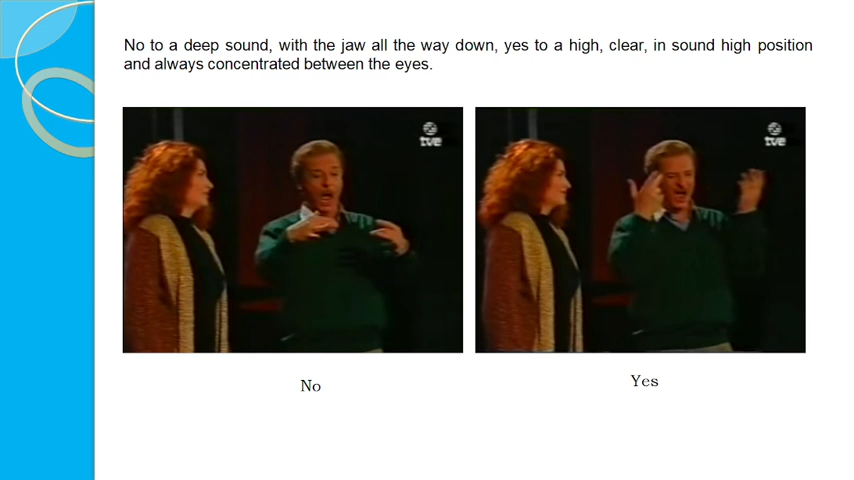 No to a deep sound, with the jaw all the way down, yes to a high, clear, in sound high position
and always concentrated between the eyes.
tve
tve
No
Yes